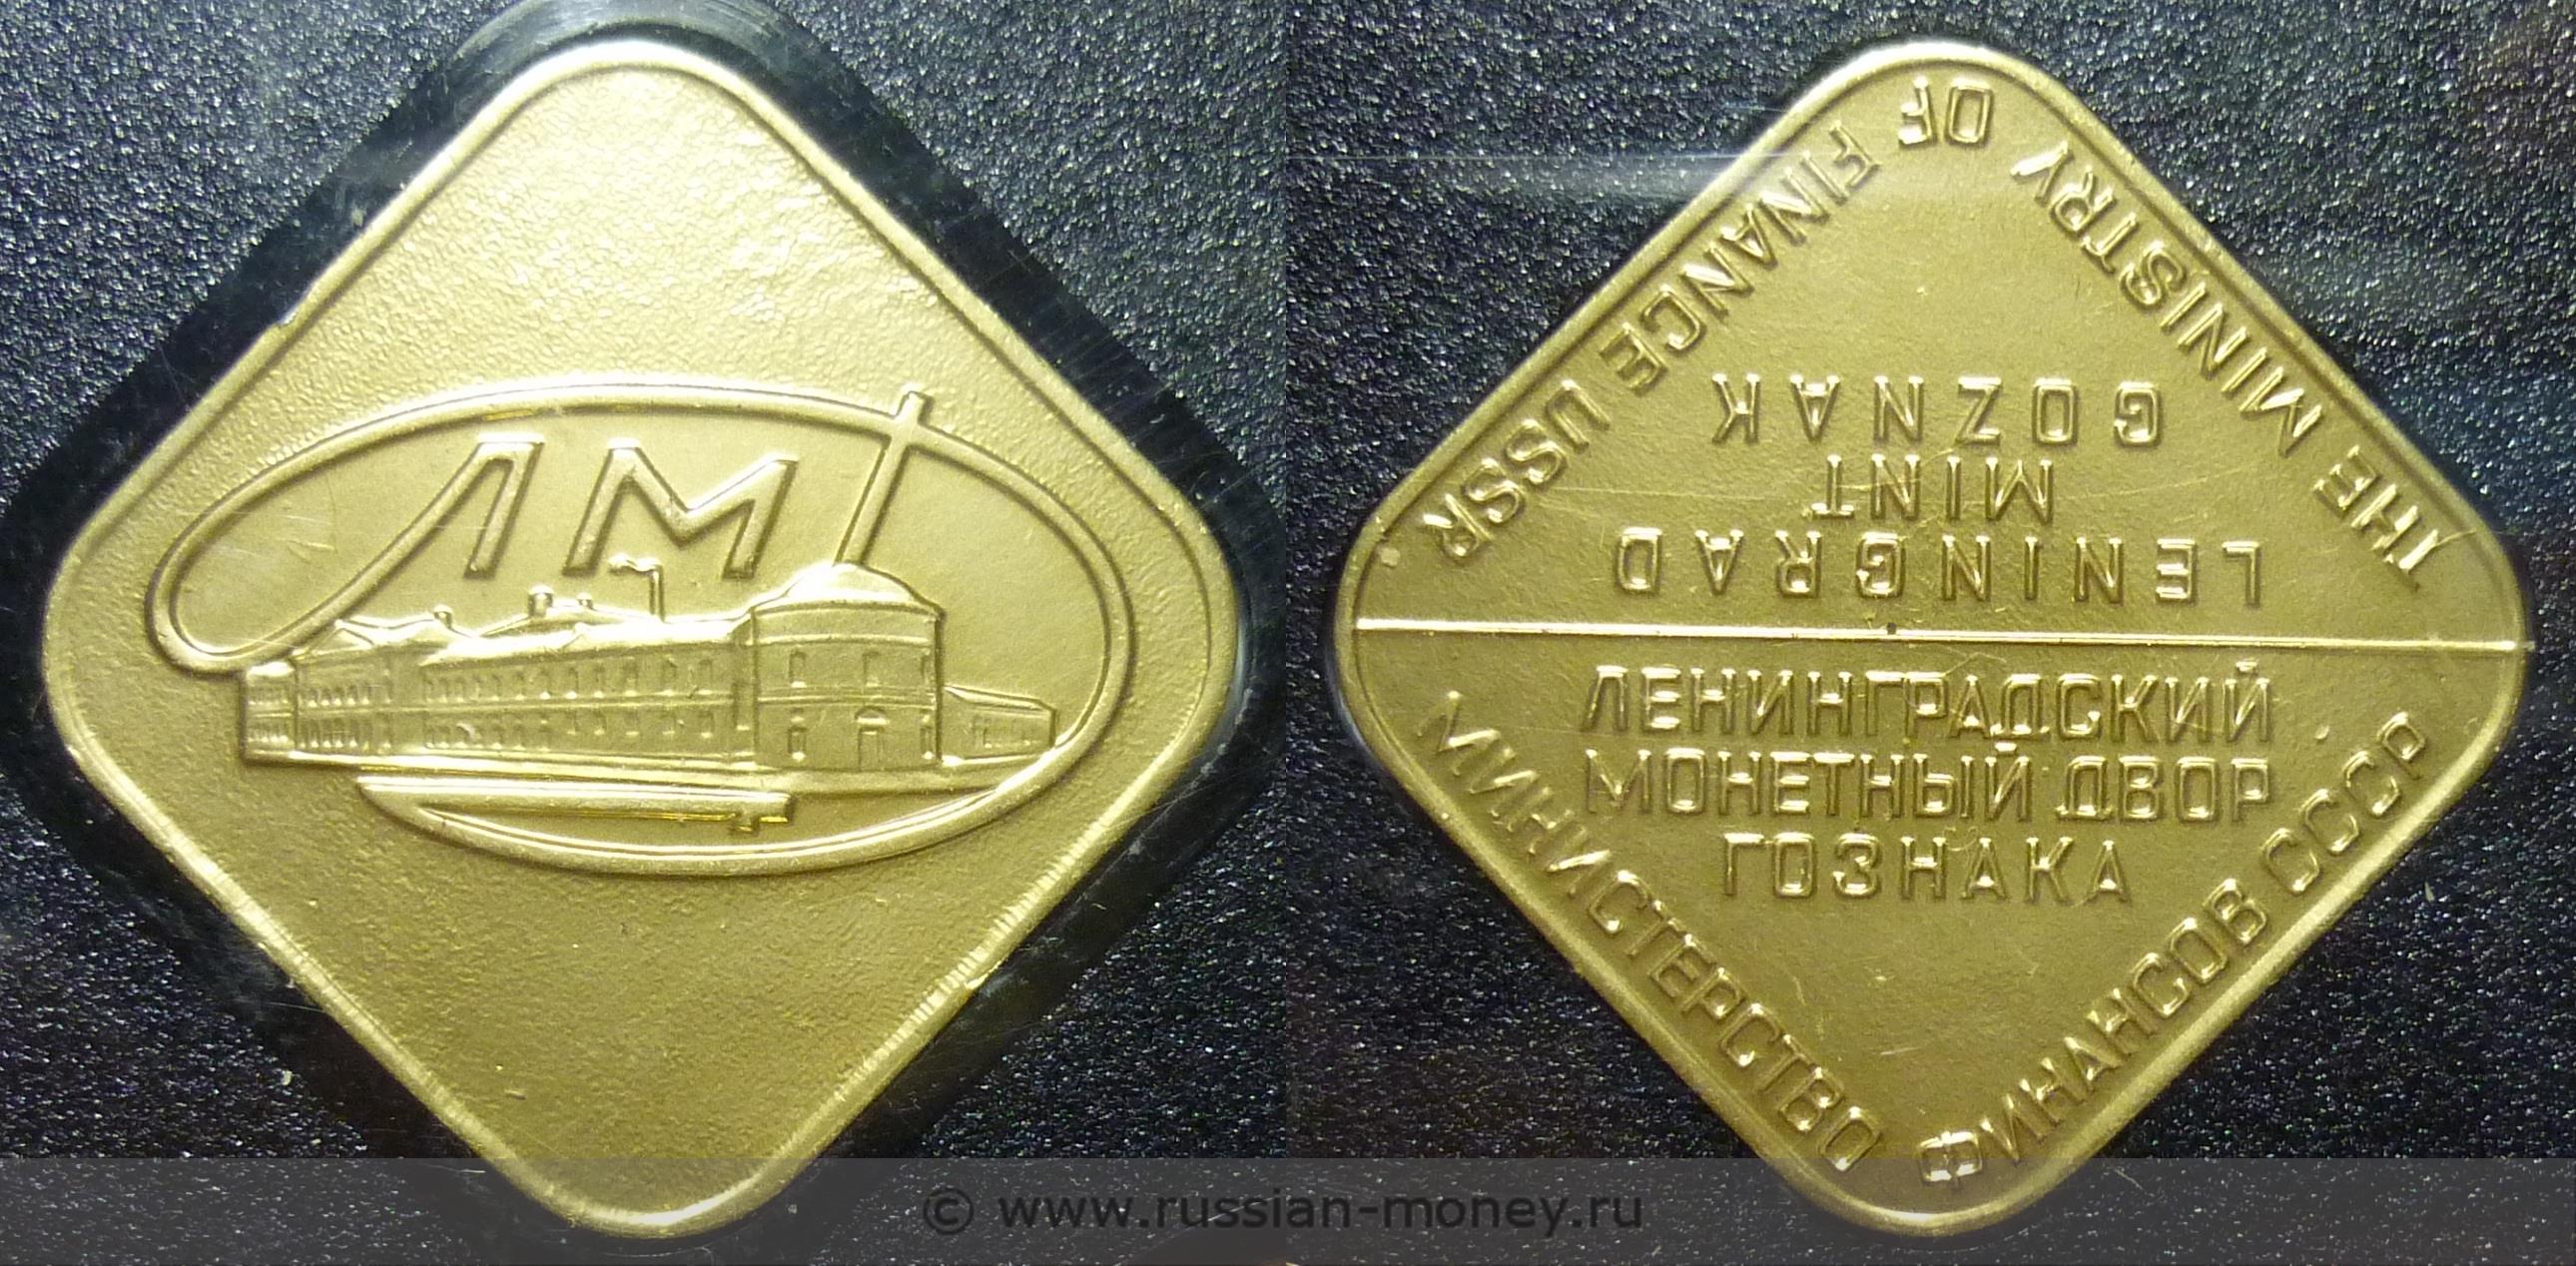 ЛМД
THE MINISTRY OF FINANCE USSR
LENINGRAD
MINT
GOZNAK
ЛЕНИНГРАДСКИЙ
МОНЕТНЫЙ ДВОР
ГОЗНАКА
МИНИСТЕРСТВО ФИНАНСОВ СССР
© www.russian-money.ru